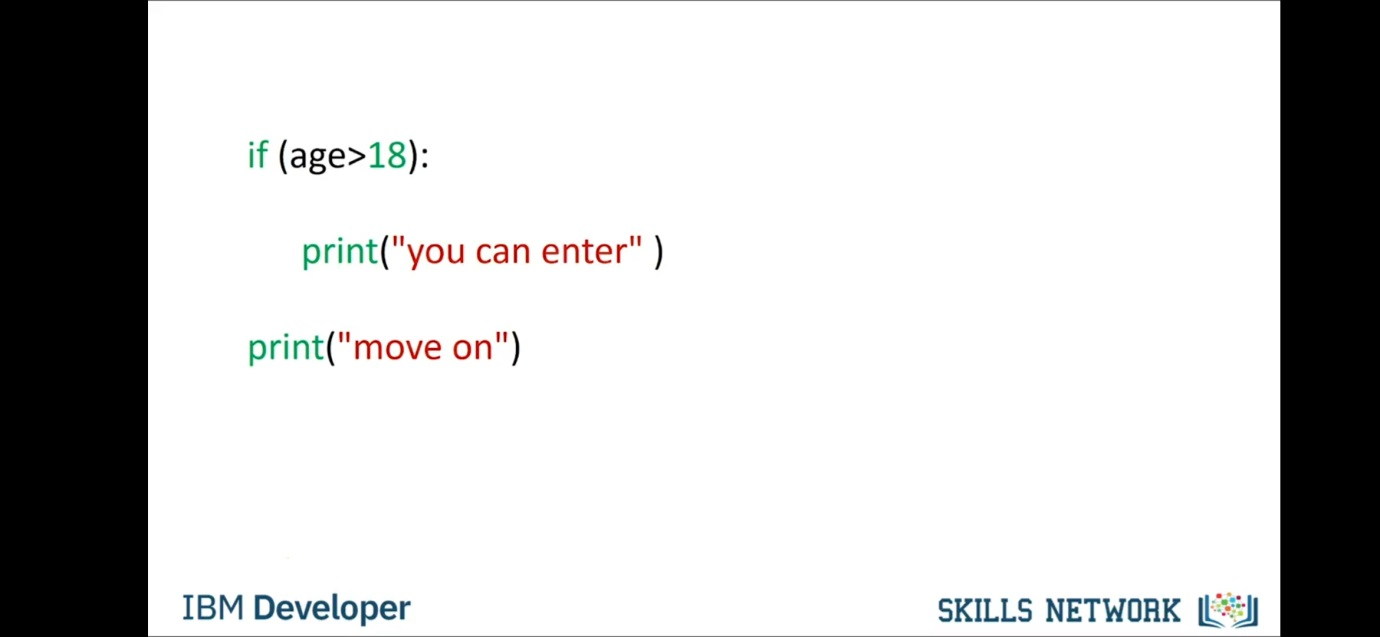 if (age>18):
print("you can enter" )
print("move on")
IBM Developer
SKILLS NETWORK